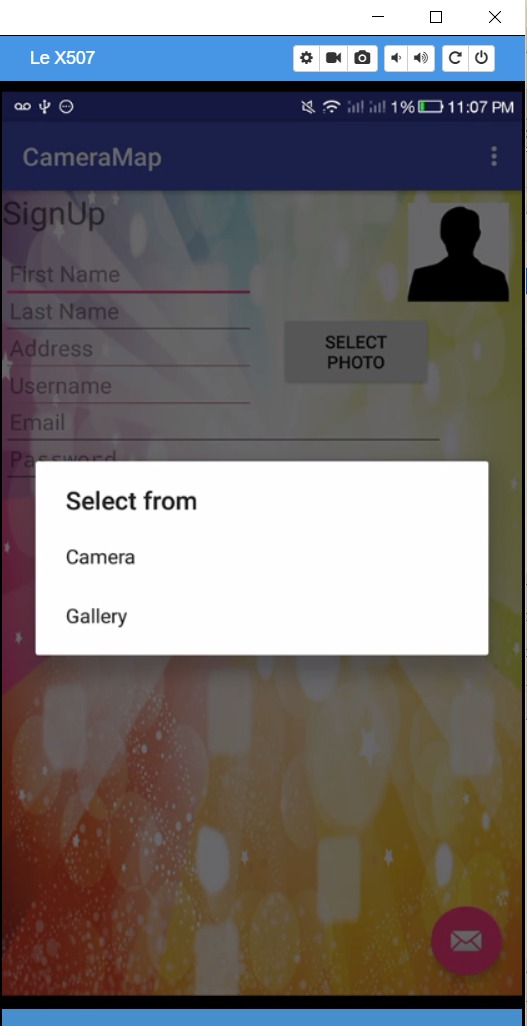 Le X507
1% 11:07 PM
CameraMap
SignUp
First Name
Last Name
SELECT
PHOTO
Address
Username
Email
Password
Select from
Camera
Gallery